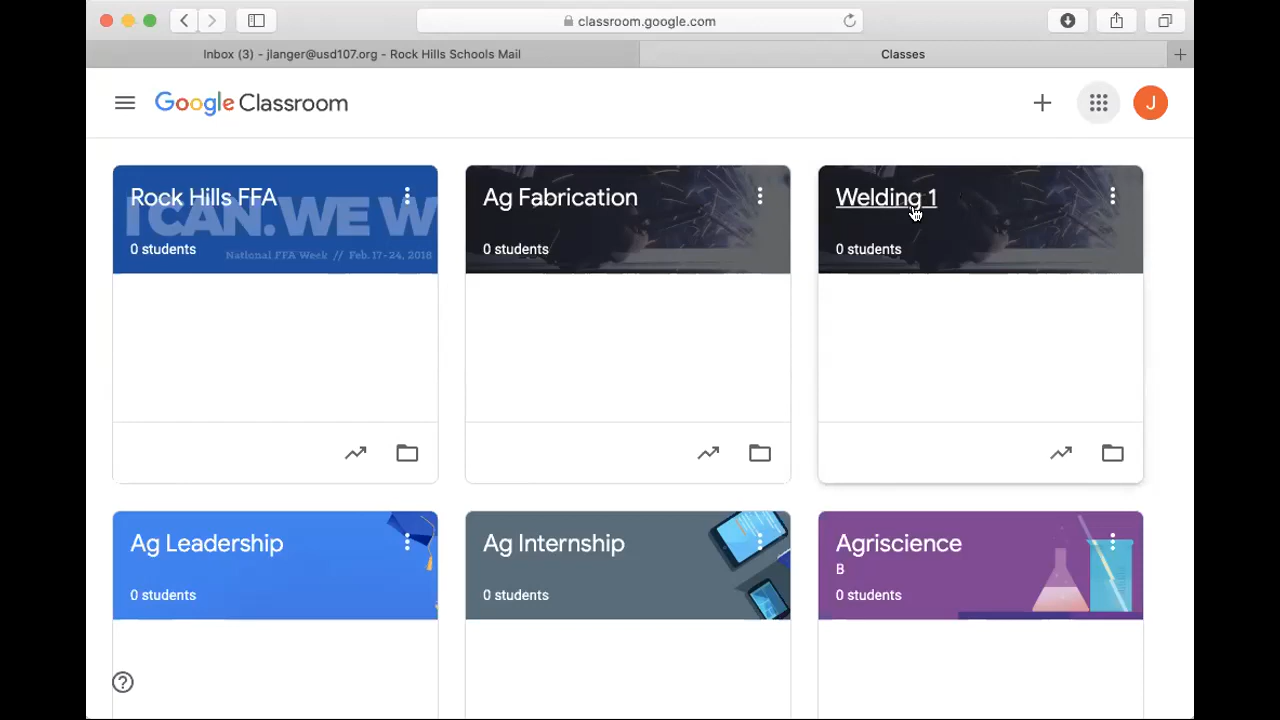 classroom.google.com
Inbox (3) - jlanger@usd107.org - Rock Hills Schools Mail
Classes
Google Classroom
J
Rock Hills FFA
I CAN. WE W
0 students
National FFA Week // Feb. 17-24, 2018
Ag Fabrication
0 students
Welding 1
0 students
Ag Leadership
0 students
Ag Internship
0 students
Agriscience
B
0 students